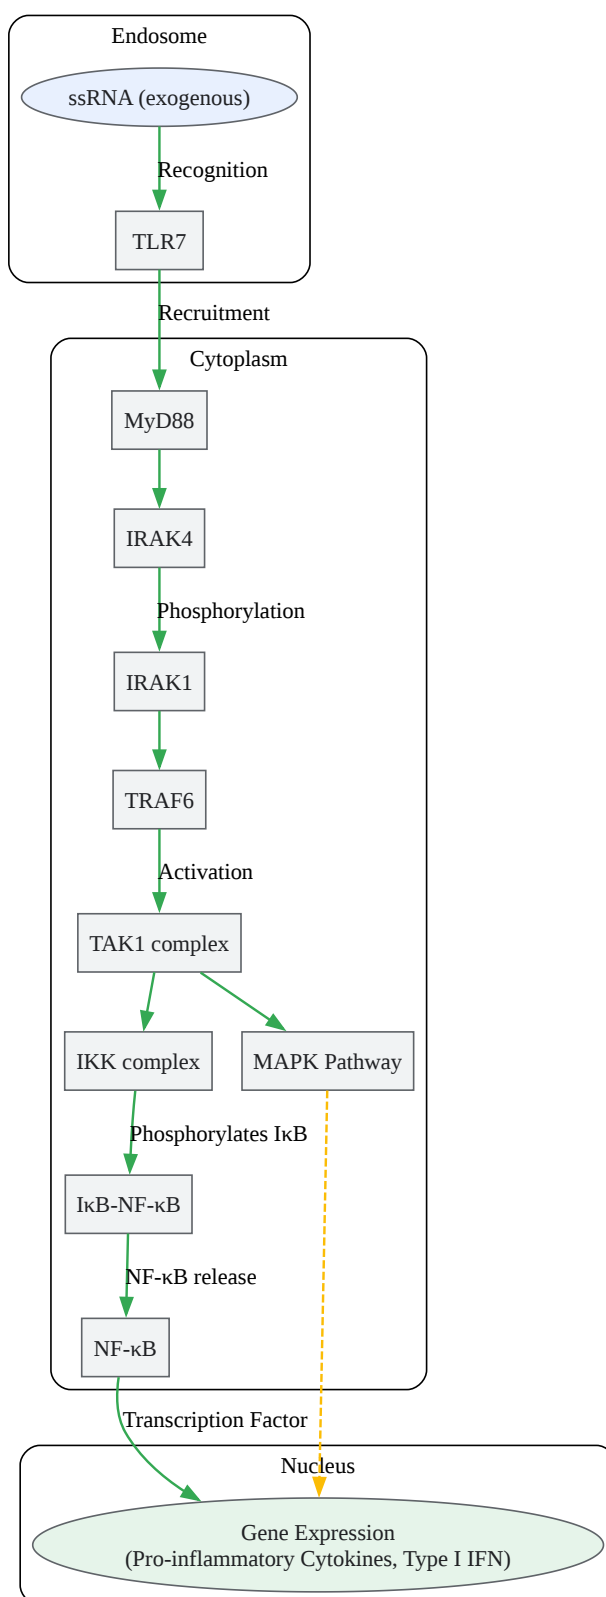 Endosome
ssRNA (exogenous)
Recognition
TLR7
Recruitment
Cytoplasm
MyD88
IRAK4
Phosphorylation
IRAK1
TRAF6
Activation
TAK1 complex
IKK complex
MAPK Pathway
Phosphorylates IκB
IκB-NF-κB
NF-κB release
NF-κB
Transcription Factor
Nucleus
Gene Expression
(Pro-inflammatory Cytokines, Type I IFN)